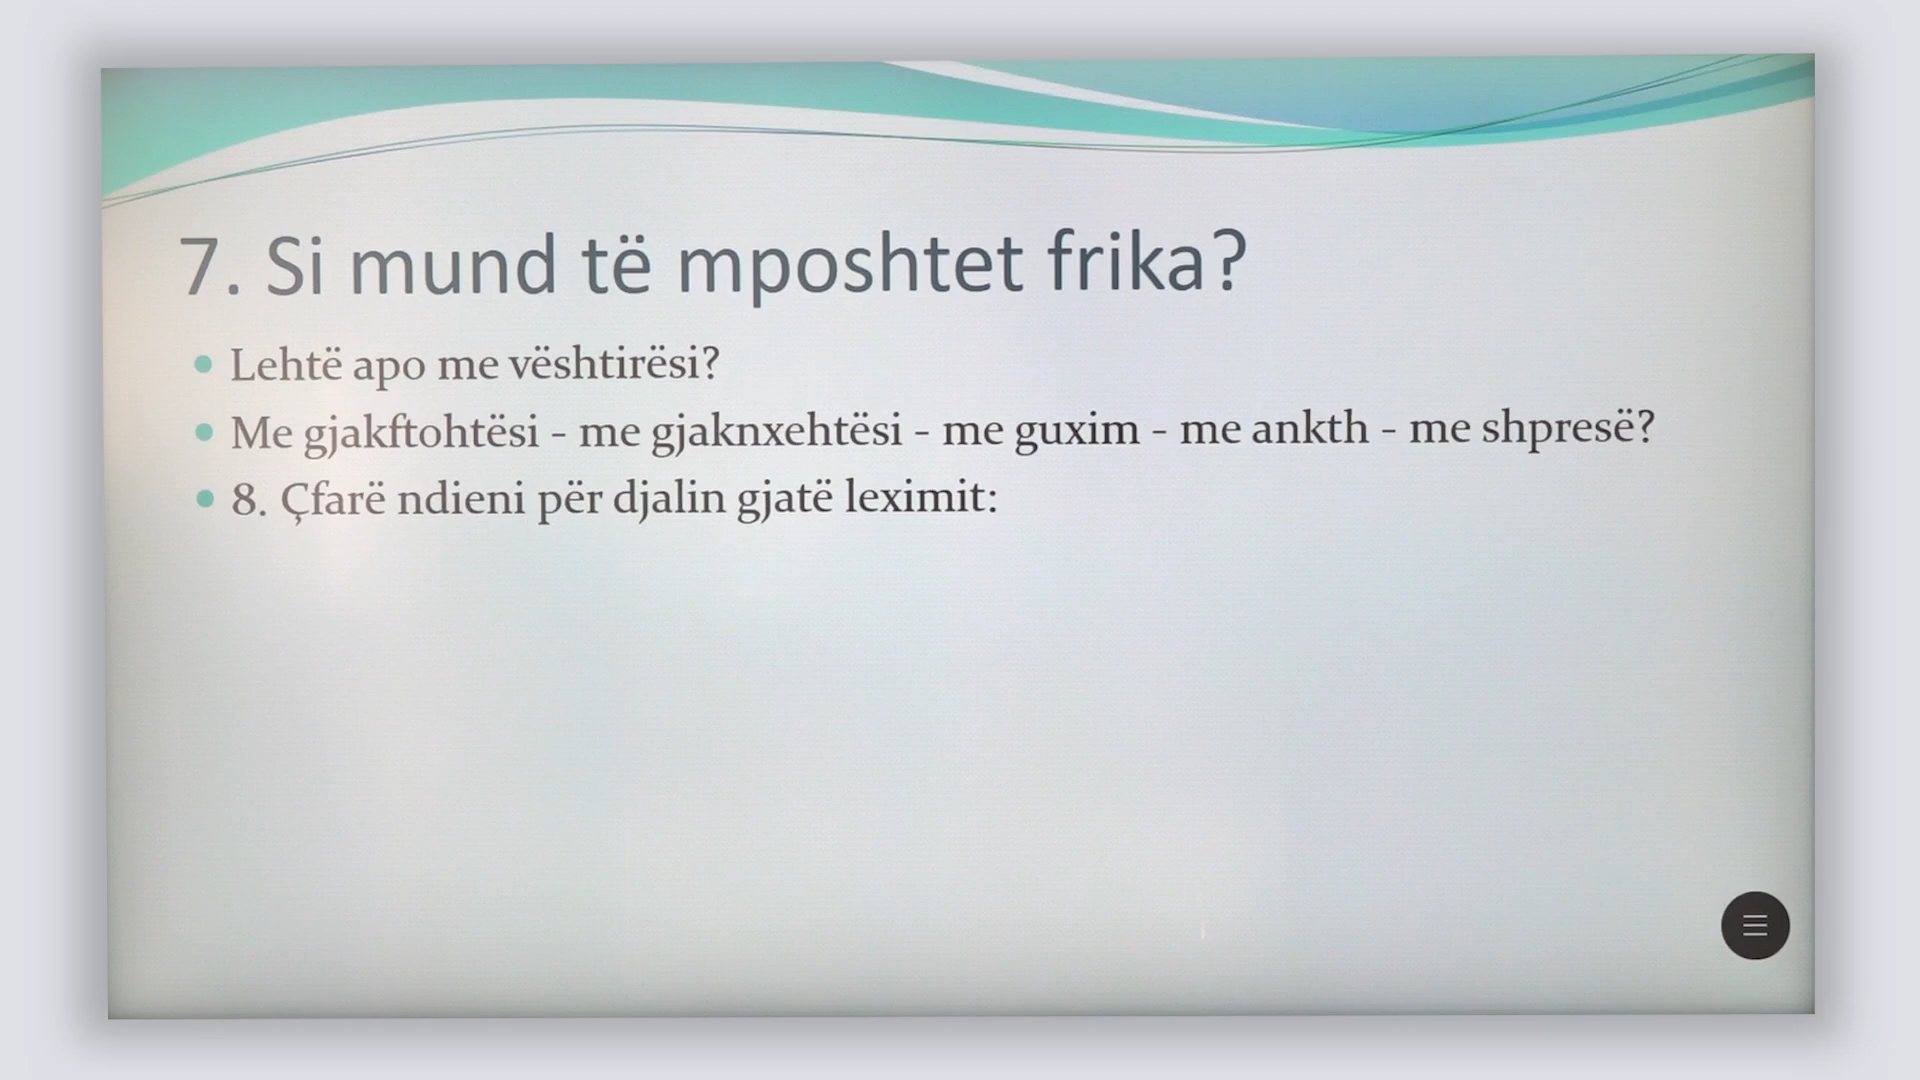 7. Si mund të mposhtet frika?
Lehtë apo me vështirësi?
Me gjakftohtësi - me gjaknxehtësi - me guxim - me ankth - me shpresë?
8. Çfarë ndieni për djalin gjatë leximit: